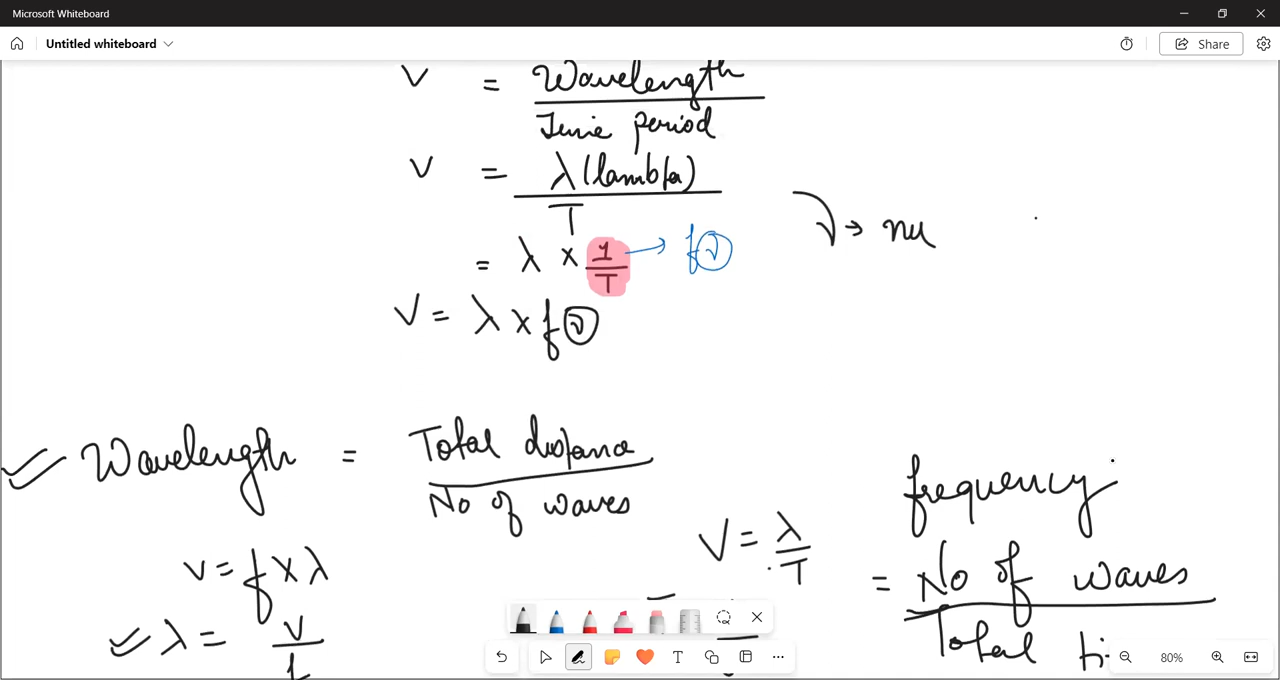 Microsoft Whiteboard
Untitled whiteboard
Share
V = Wavelength
Time period
V = λ (lambda)
T
= λ x 1/T → f ν
ν → nu
V = λ x f ν
Wavelength = Total distance
No of waves
frequency
= No of waves
Total
V = λ/T
v = f x λ
λ = v
T
80%